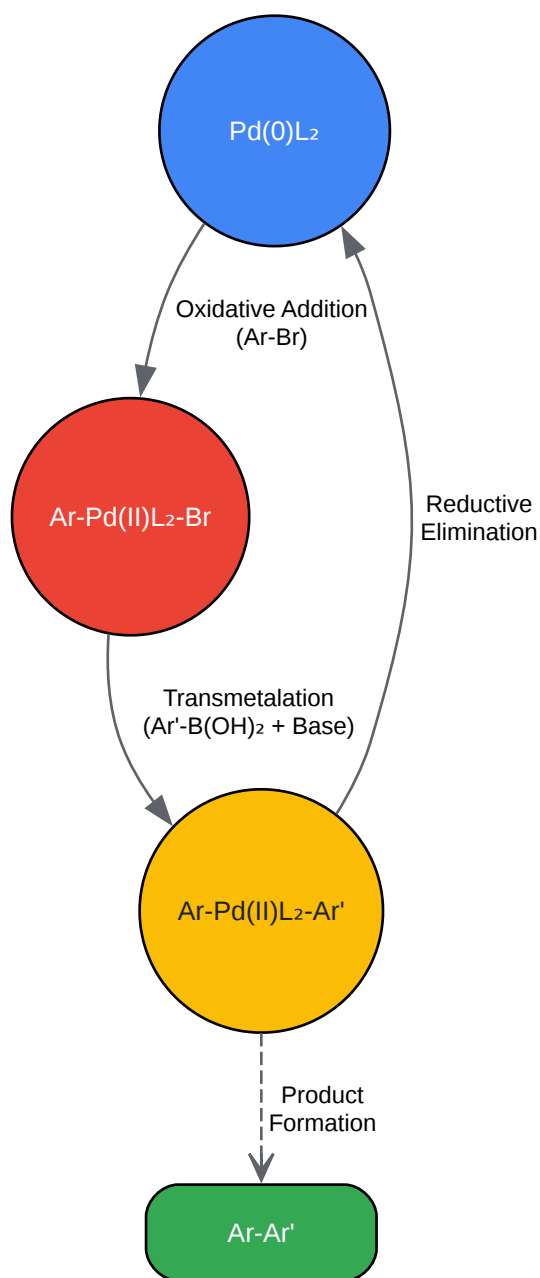 Pd(0)L₂
Oxidative Addition
(Ar-Br)
Ar-Pd(II)L₂-Br
Reductive
Elimination
Transmetalation
(Ar'-B(OH)₂ + Base)
Ar-Pd(II)L₂-Ar'
Product
Formation
Ar-Ar'